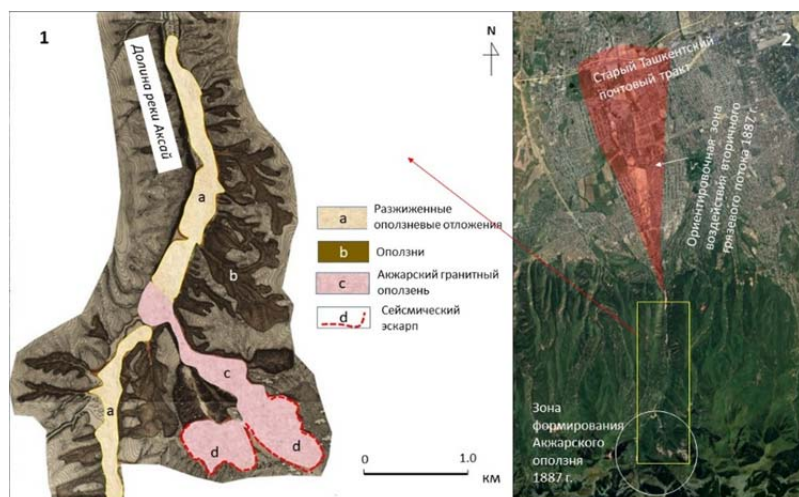 1
Долина реки Аксай
N
a
b
a
c
d
d
a
Разжиженные
оползневые отложения
b
Оползни
c
Акжарский гранитный
оползень
d
Сейсмический
эскарп
0
1.0
км
2
Старый Ташкентский
почтовый тракт
Ориентировочная зона
воздействия вторичного
грязевого потока 1887 г.
Зона
формирования
Акжарского
оползня
1887 г.